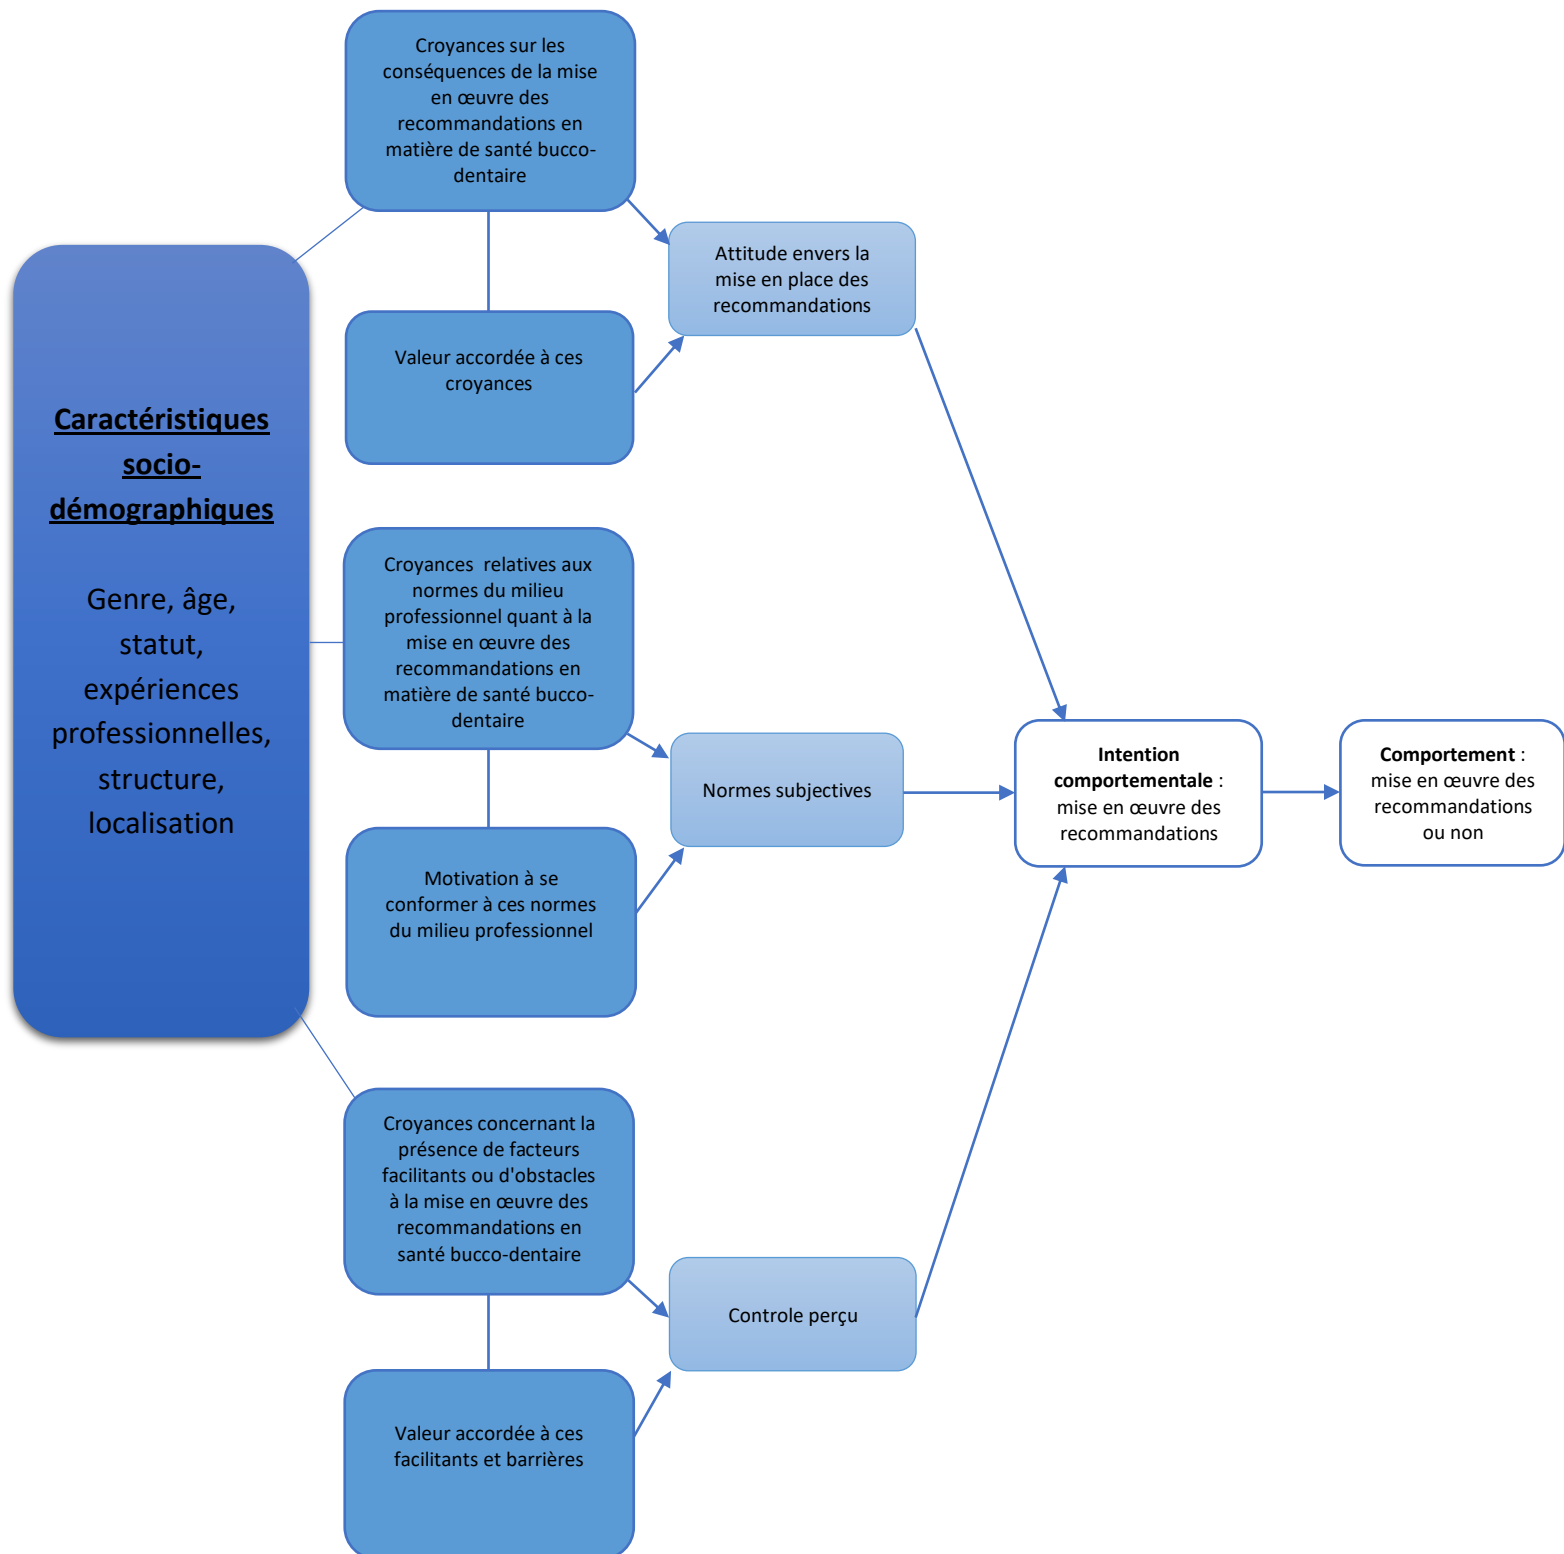 Croyances sur les
conséquences de la mise
en œuvre des
recommandations en
matière de santé bucco-
dentaire
Attitude envers la
mise en place des
recommandations
Valeur accordée à ces
croyances
Caractéristiques
socio-
démographiques
Genre, âge,
statut,
expériences
professionnelles,
structure,
localisation
Croyances  relatives aux
normes du milieu
professionnel quant à la
mise en œuvre des
recommandations en
matière de santé bucco-
dentaire
Normes subjectives
Motivation à se
conformer à ces normes
du milieu professionnel
Intention
comportementale :
mise en œuvre des
recommandations
Comportement :
mise en œuvre des
recommandations
ou non
Croyances concernant la
présence de facteurs
facilitants ou d'obstacles
à la mise en œuvre des
recommandations en
santé bucco-dentaire
Controle perçu
Valeur accordée à ces
facilitants et barrières